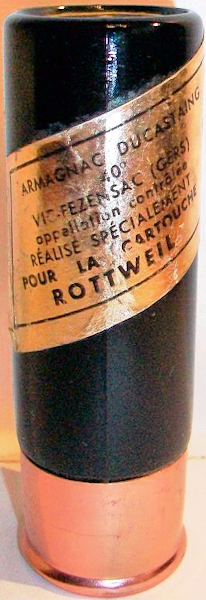 ARMAGNAC DUCASTAING
40°
VIC-FEZENSAC (GERS)
appellation contrôlée
RÉALISÉ SPÉCIALEMENT
POUR LA CARTOUCHE
ROTTWEIL